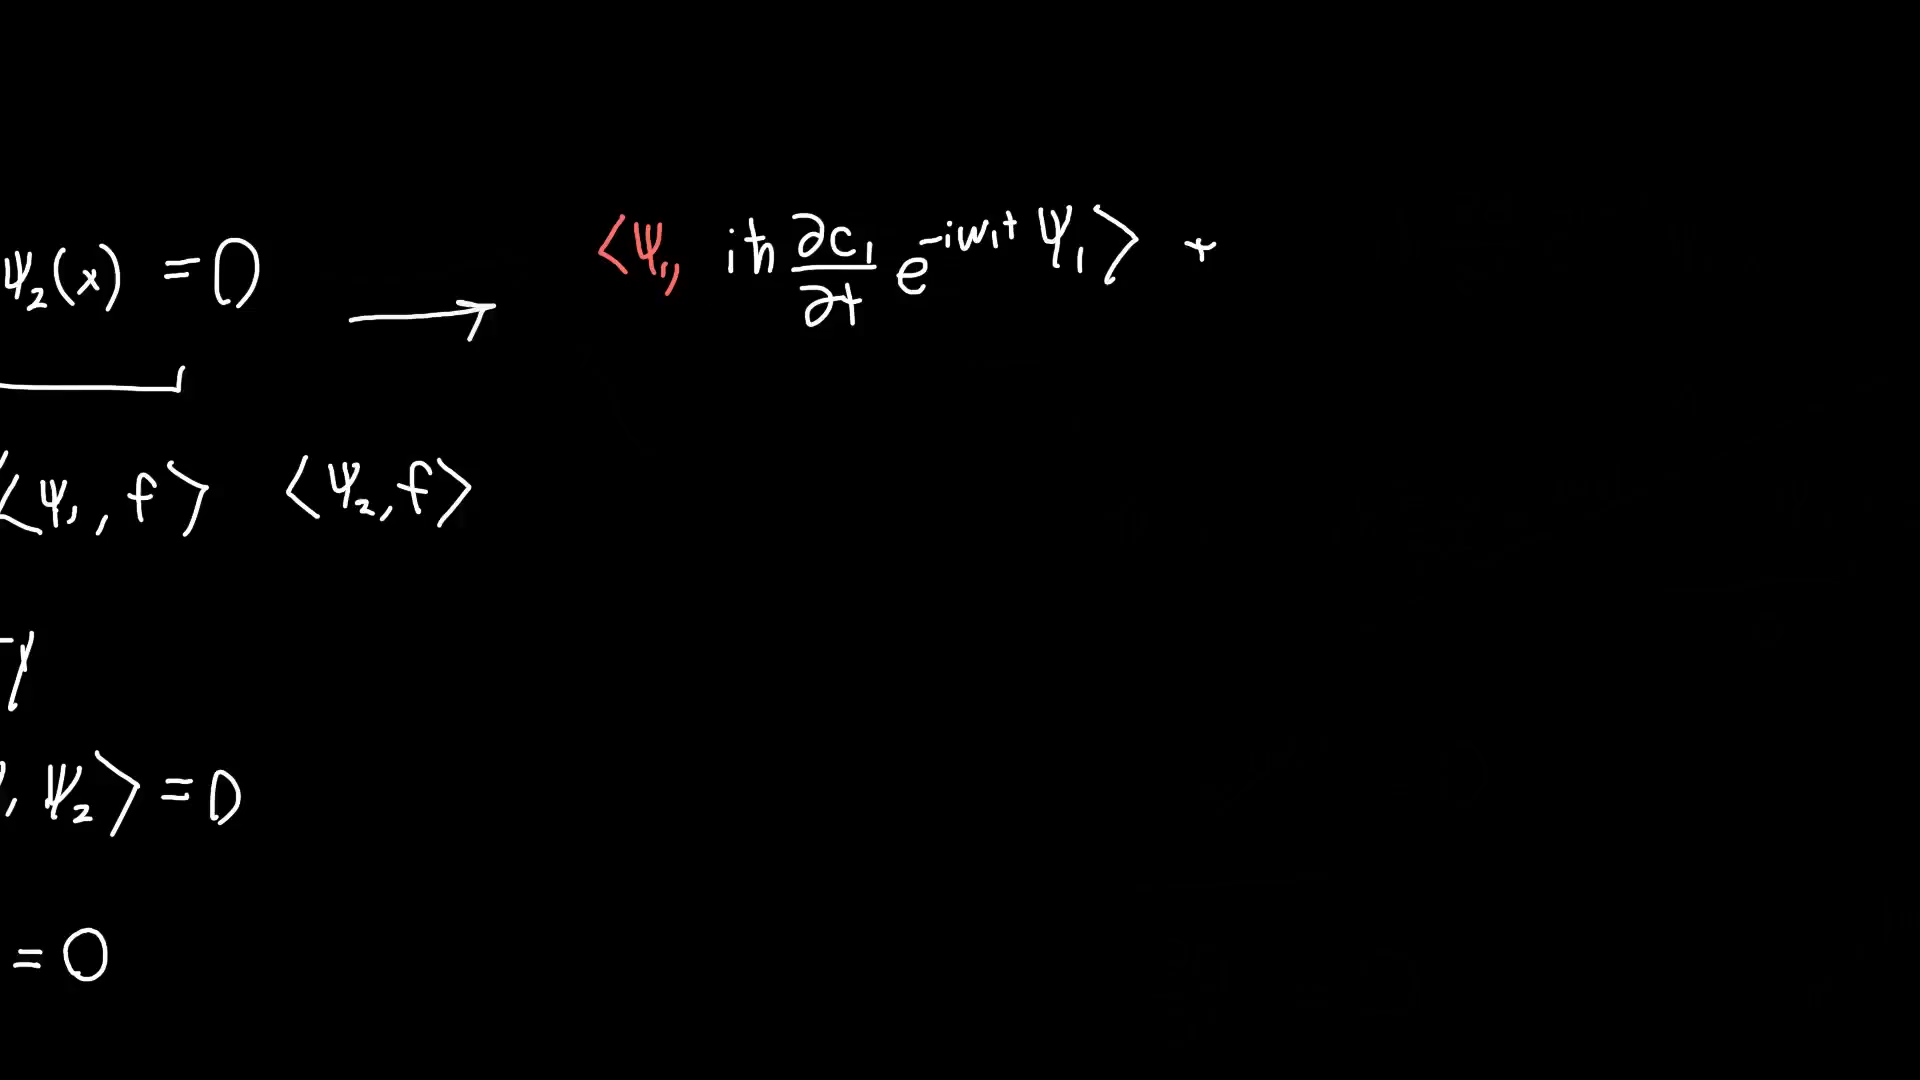 ψ₂(x) = 0 → ⟨ψ₁, iħ ∂c₁/∂t e^(-iω₁t) ψ₁⟩ +
⟨ψ₁, f⟩ ⟨ψ₂, f⟩
, ψ₂⟩ = 0
= 0